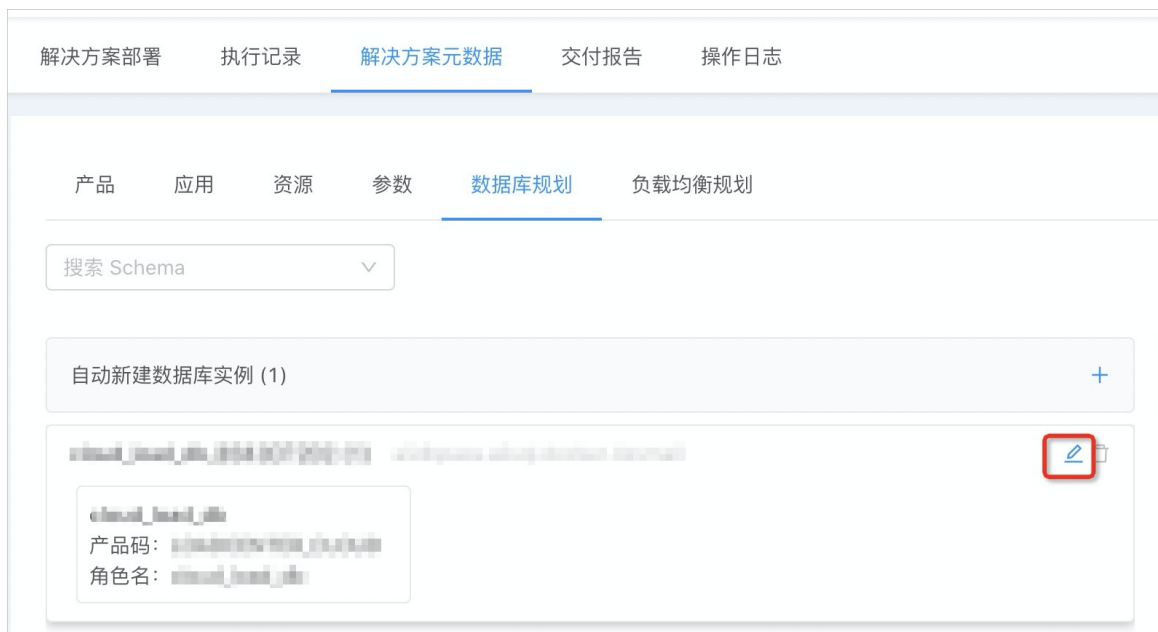 解决方案部署 执行记录 解决方案元数据 交付报告 操作日志
产品 应用 资源 参数 数据库规划 负载均衡规划
搜索 Schema
自动新建数据库实例 (1)
产品码：
角色名：